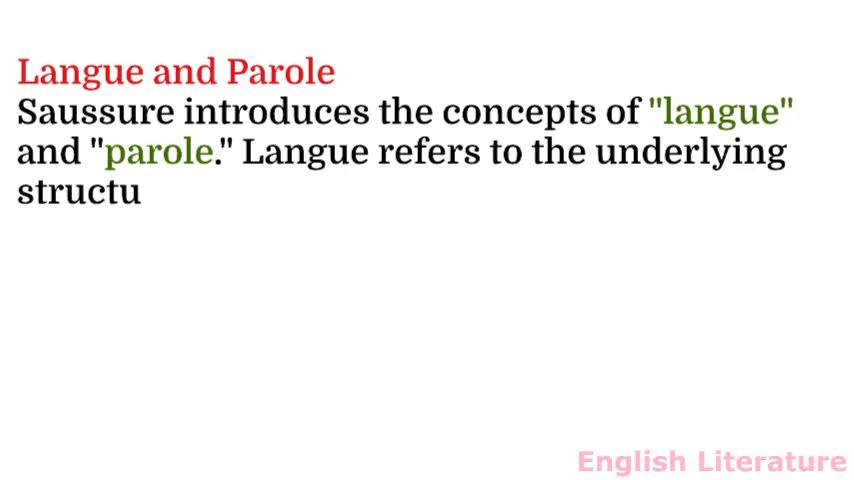 Langue and Parole
Saussure introduces the concepts of "langue"
and "parole." Langue refers to the underlying
structu
English Literature